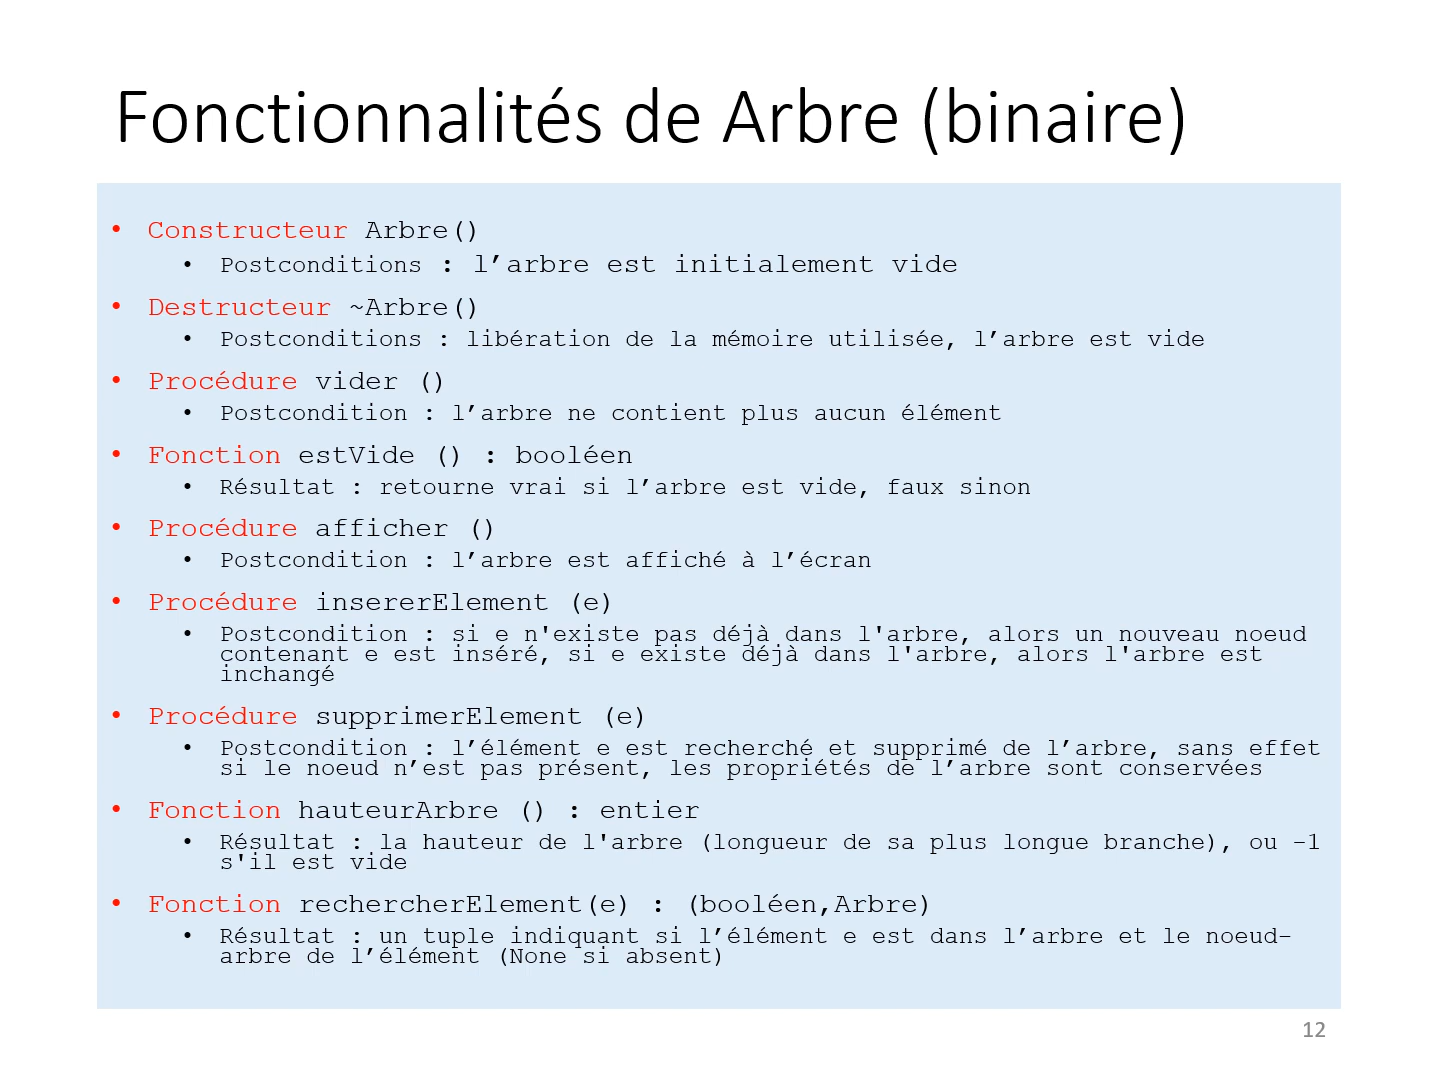 Fonctionnalités de Arbre (binaire)
• Constructeur Arbre()
• Postconditions : l’arbre est initialement vide
• Destructeur ~Arbre()
• Postconditions : libération de la mémoire utilisée, l’arbre est vide
• Procédure vider ()
• Postcondition : l’arbre ne contient plus aucun élément
• Fonction estVide () : booléen
• Résultat : retourne vrai si l’arbre est vide, faux sinon
• Procédure afficher ()
• Postcondition : l’arbre est affiché à l’écran
• Procédure insererElement (e)
• Postcondition : si e n'existe pas déjà dans l'arbre, alors un nouveau noeud
contenant e est inséré, si e existe déjà dans l'arbre, alors l'arbre est
inchangé
• Procédure supprimerElement (e)
• Postcondition : l’élément e est recherché et supprimé de l’arbre, sans effet
si le noeud n’est pas présent, les propriétés de l’arbre sont conservées
• Fonction hauteurArbre () : entier
• Résultat : la hauteur de l'arbre (longueur de sa plus longue branche), ou -1
s'il est vide
• Fonction rechercherElement(e) : (booléen,Arbre)
• Résultat : un tuple indiquant si l’élément e est dans l’arbre et le noeud-
arbre de l’élément (None si absent)
12